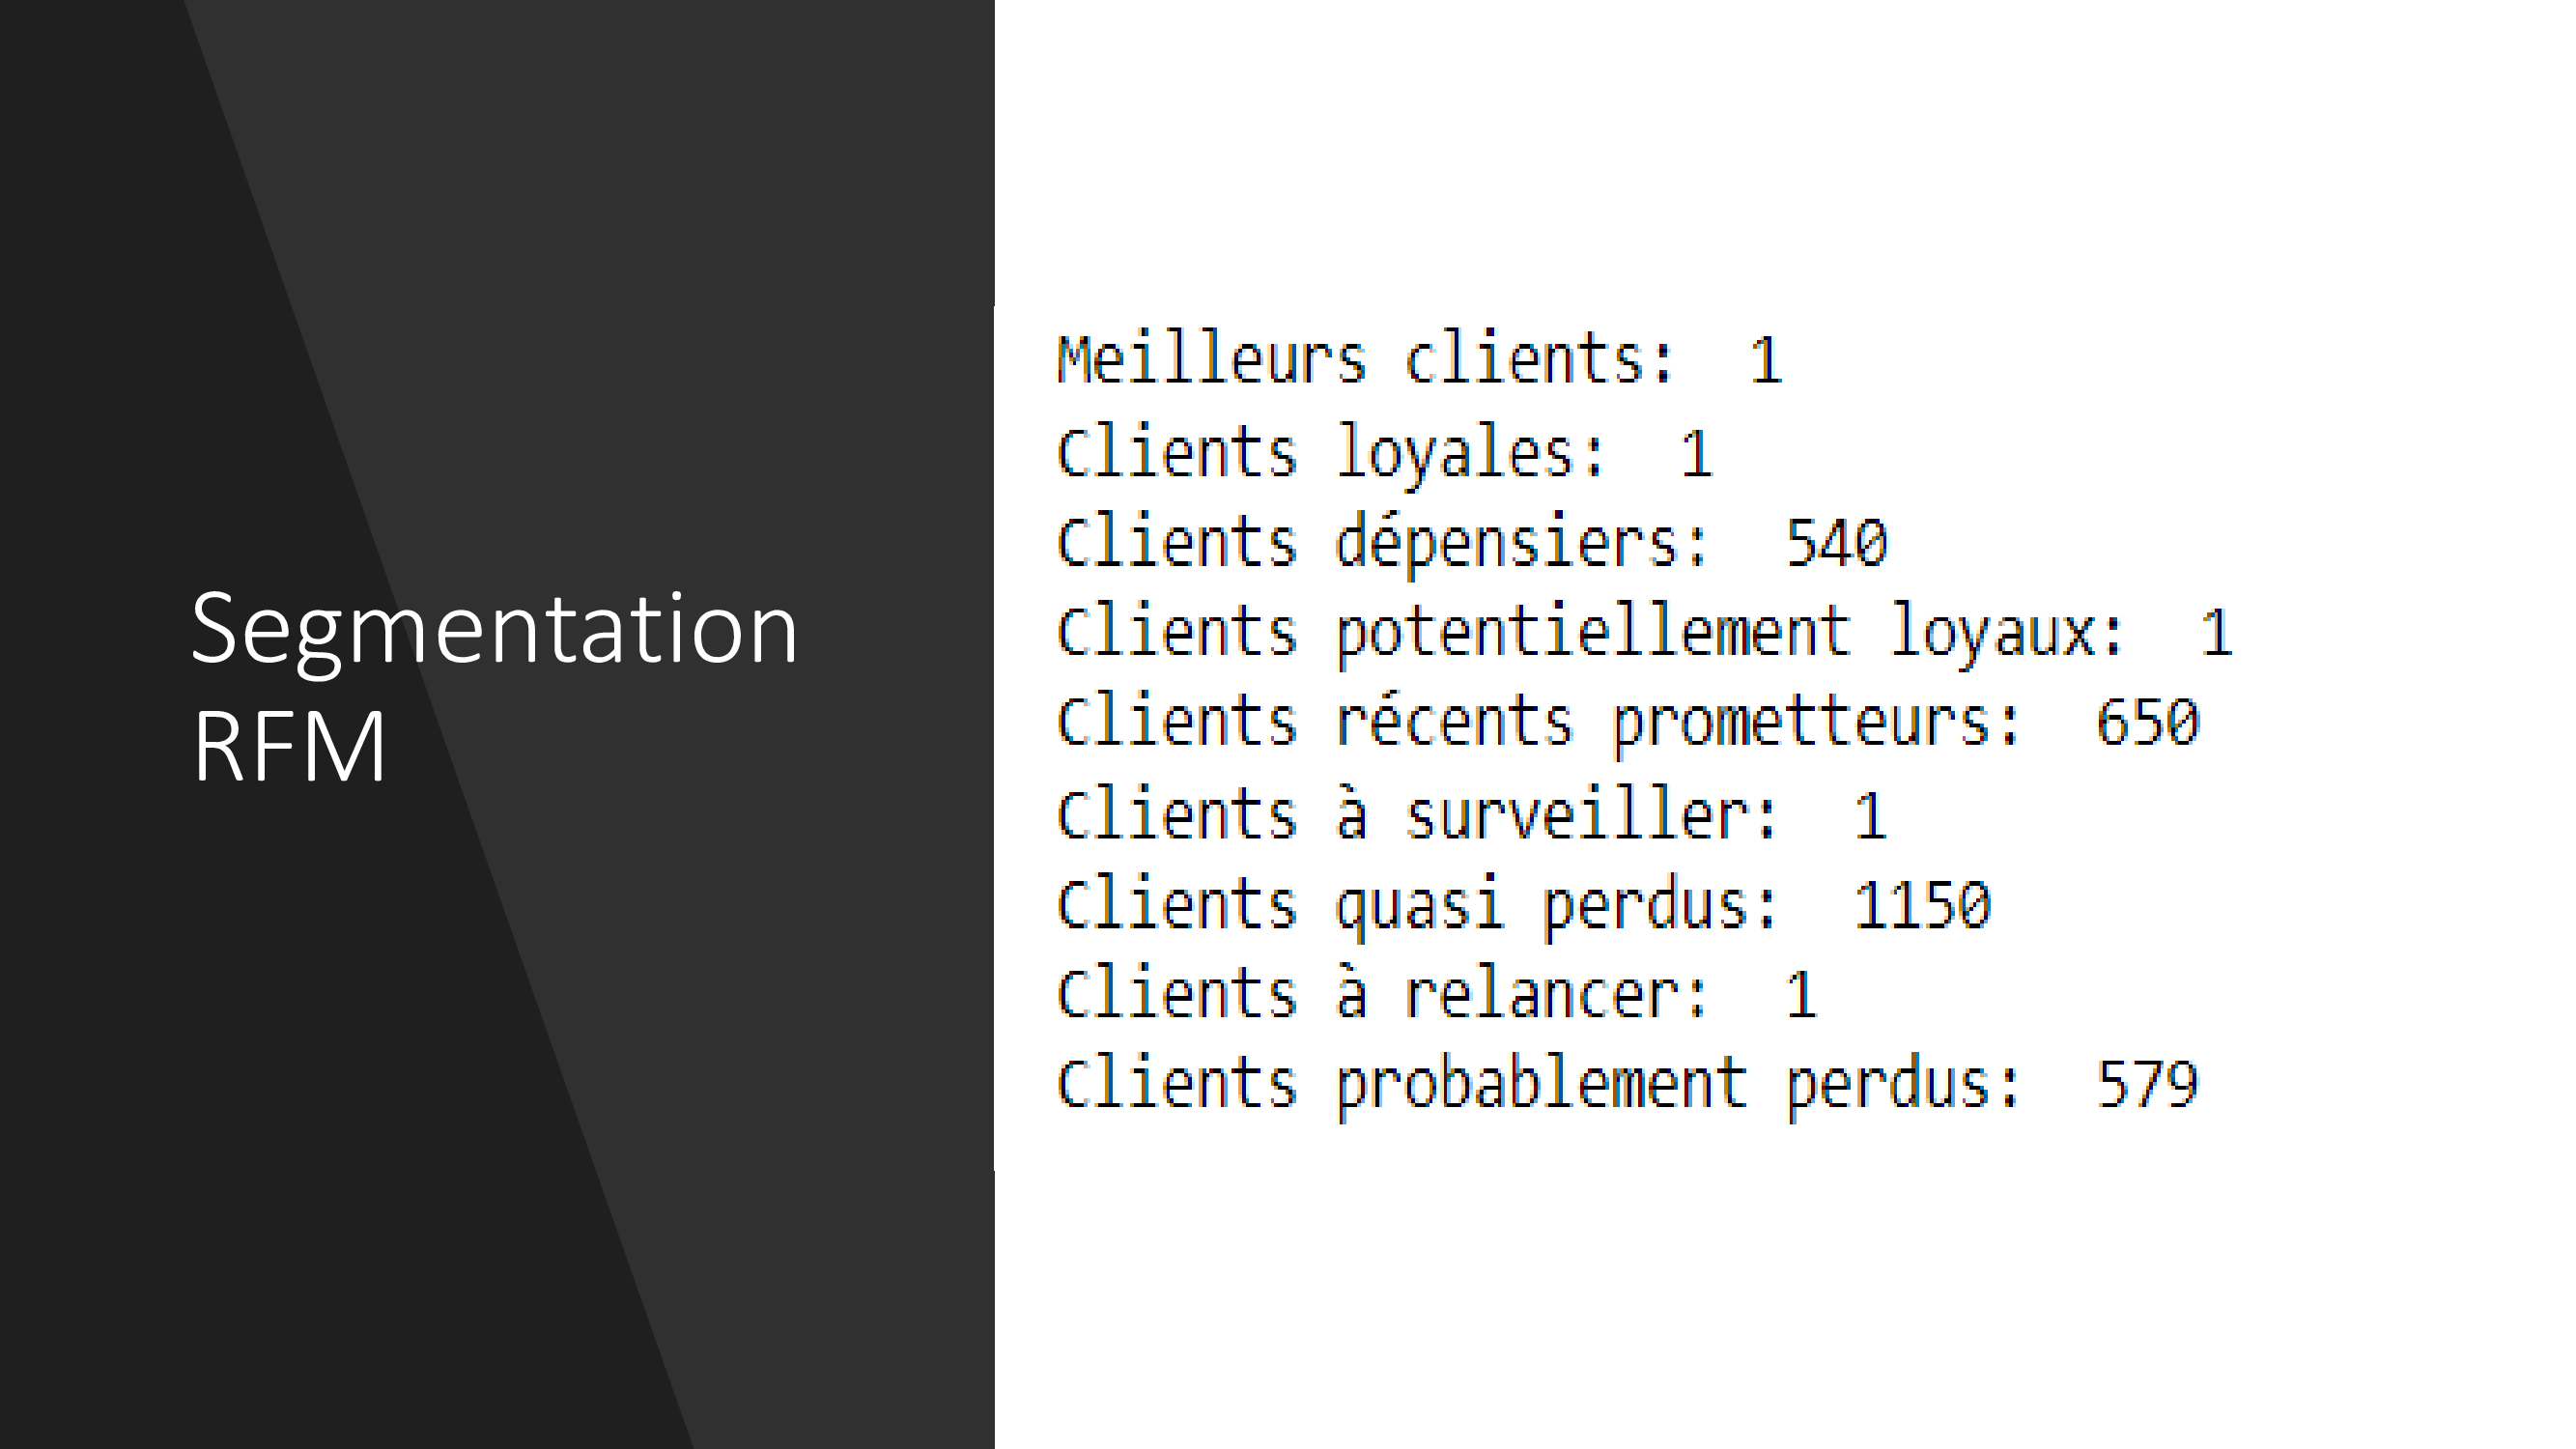 Segmentation
RFM
Meilleurs clients:  1
Clients loyales:  1
Clients dépensiers:  540
Clients potentiellement loyaux:  1
Clients récents prometteurs:  650
Clients à surveiller:  1
Clients quasi perdus:  1150
Clients à relancer:  1
Clients probablement perdus:  579